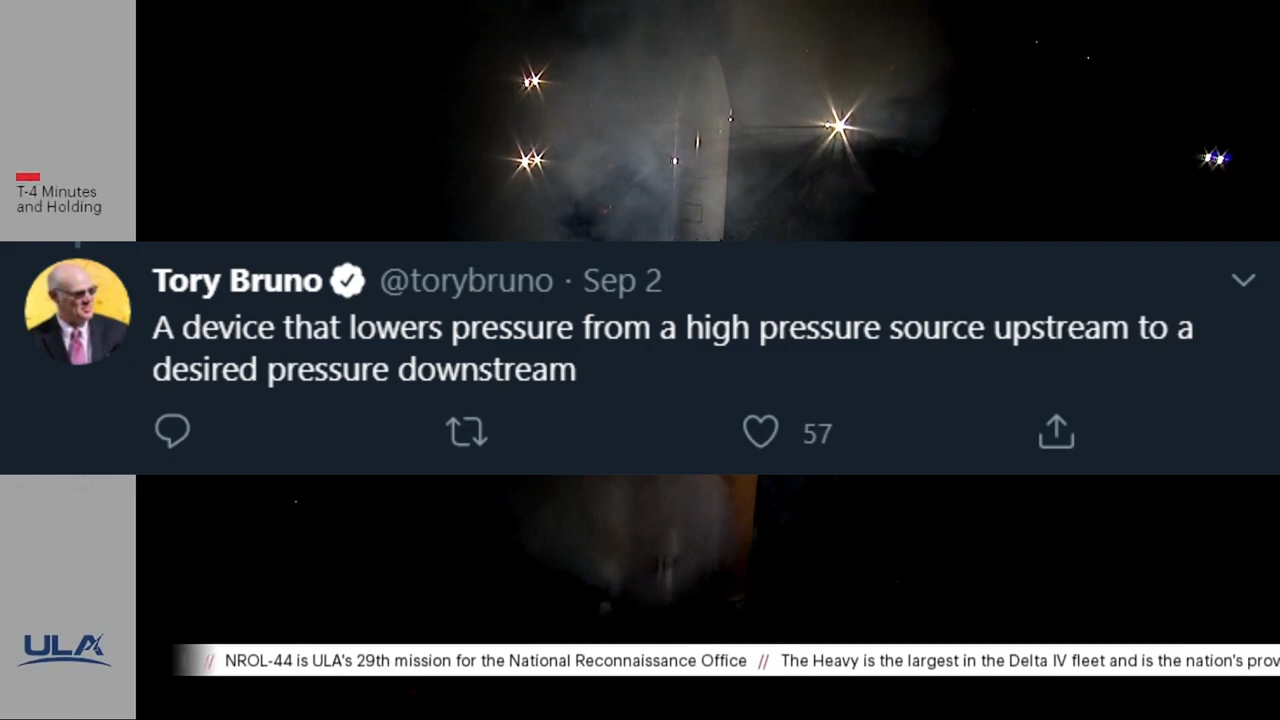 T-4 Minutes
and Holding
Tory Bruno @torybruno · Sep 2
A device that lowers pressure from a high pressure source upstream to a
desired pressure downstream
57
ULA
// NROL-44 is ULA's 29th mission for the National Reconnaissance Office // The Heavy is the largest in the Delta IV fleet and is the nation's prov